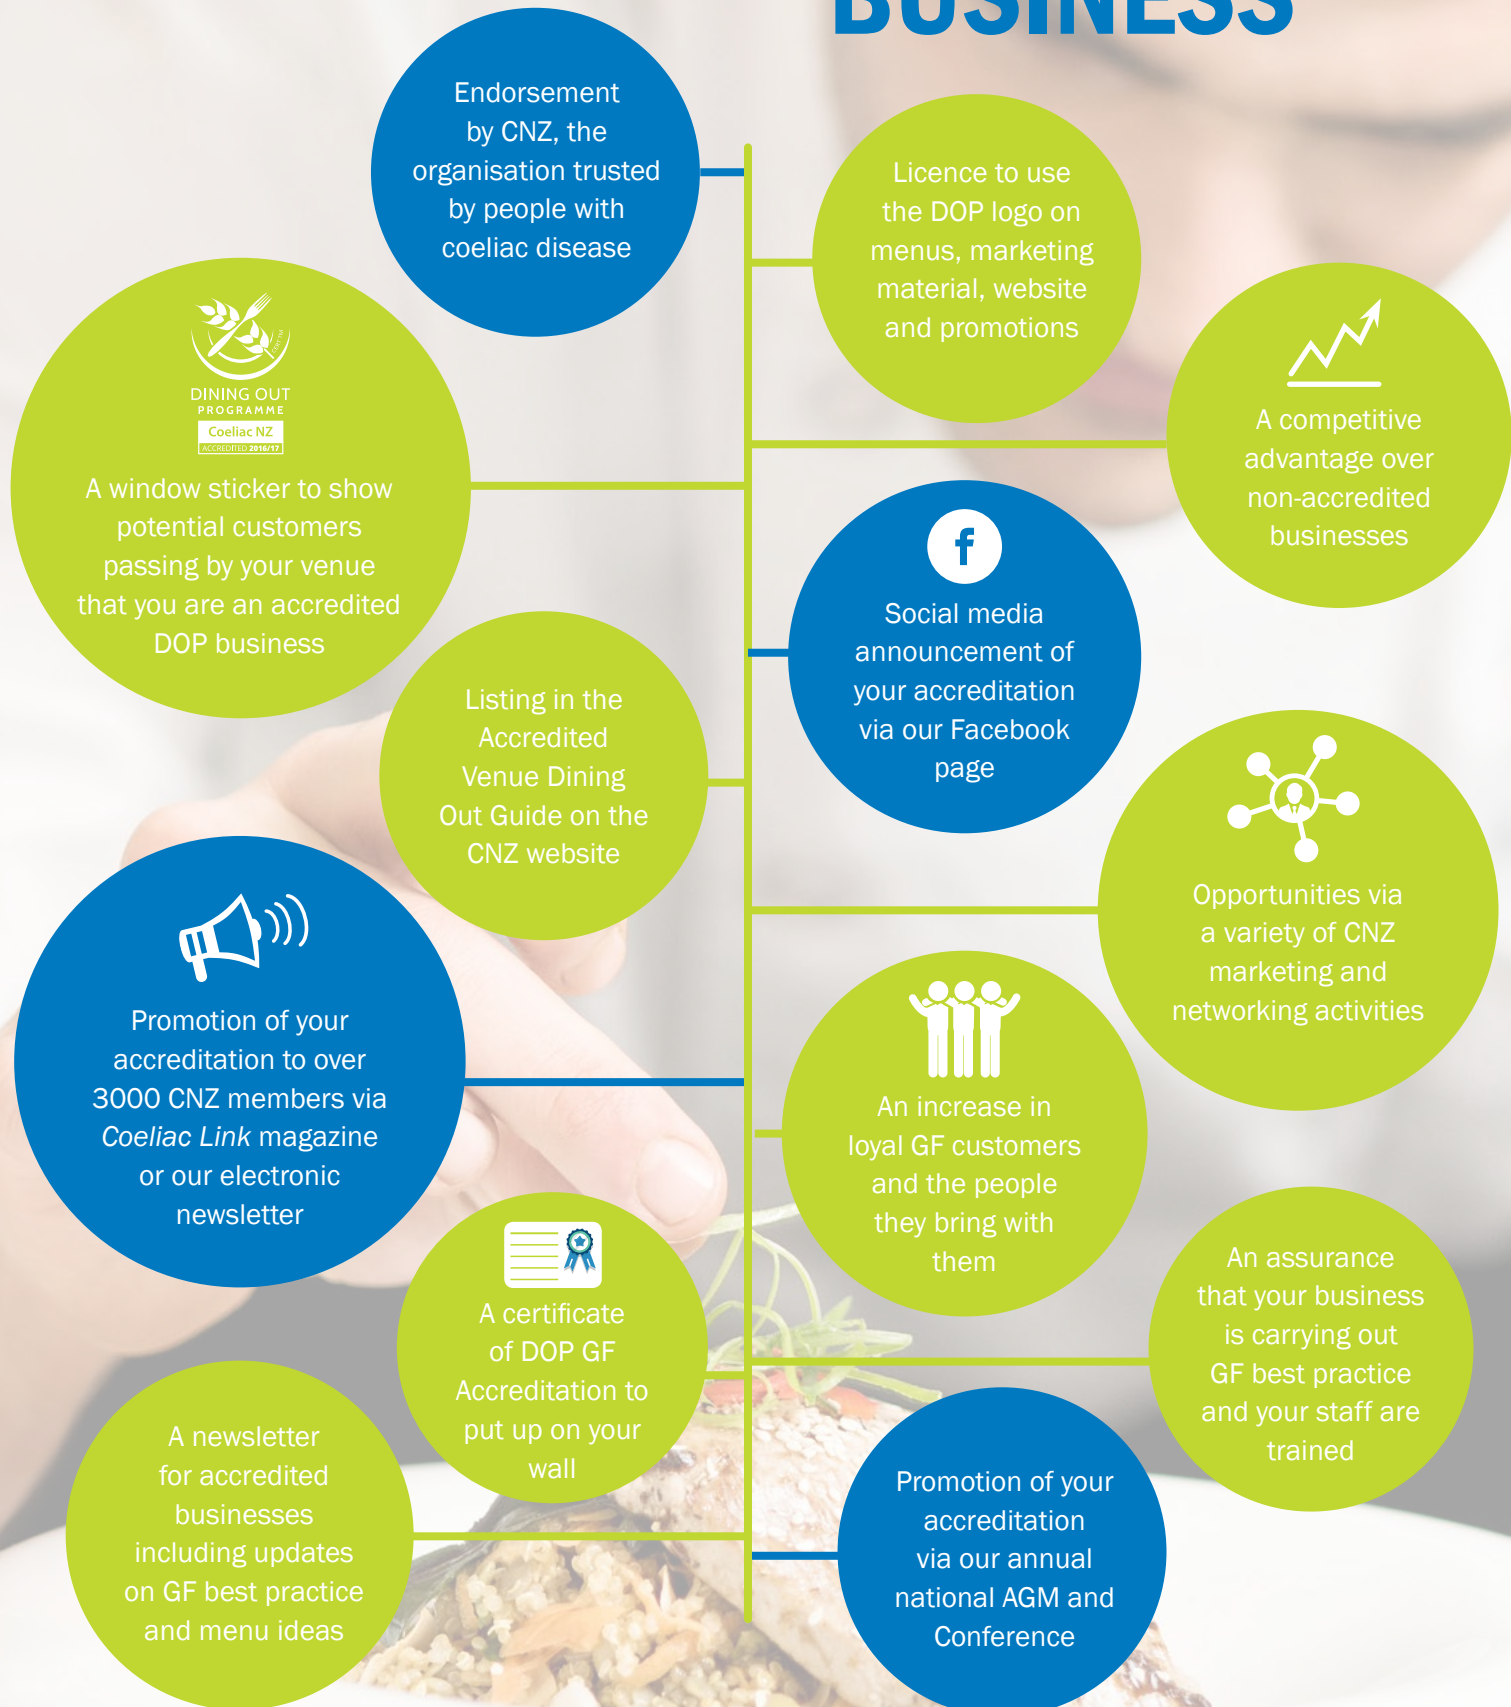 BUSINESS
Endorsement
by CNZ, the
organisation trusted
by people with
coeliac disease
Licence to use
the DOP logo on
menus, marketing
material, website
and promotions
DINING OUT
PROGRAMME
Coeliac NZ
ACCREDITED 2016/17
A window sticker to show
potential customers
passing by your venue
that you are an accredited
DOP business
A competitive
advantage over
non-accredited
businesses
f
Social media
announcement of
your accreditation
via our Facebook
page
Listing in the
Accredited
Venue Dining
Out Guide on the
CNZ website
Opportunities via
a variety of CNZ
marketing and
networking activities
Promotion of your
accreditation to over
3000 CNZ members via
Coeliac Link magazine
or our electronic
newsletter
An increase in
loyal GF customers
and the people
they bring with
them
A certificate
of DOP GF
Accreditation to
put up on your
wall
An assurance
that your business
is carrying out
GF best practice
and your staff are
trained
A newsletter
for accredited
businesses
including updates
on GF best practice
and menu ideas
Promotion of your
accreditation
via our annual
national AGM and
Conference